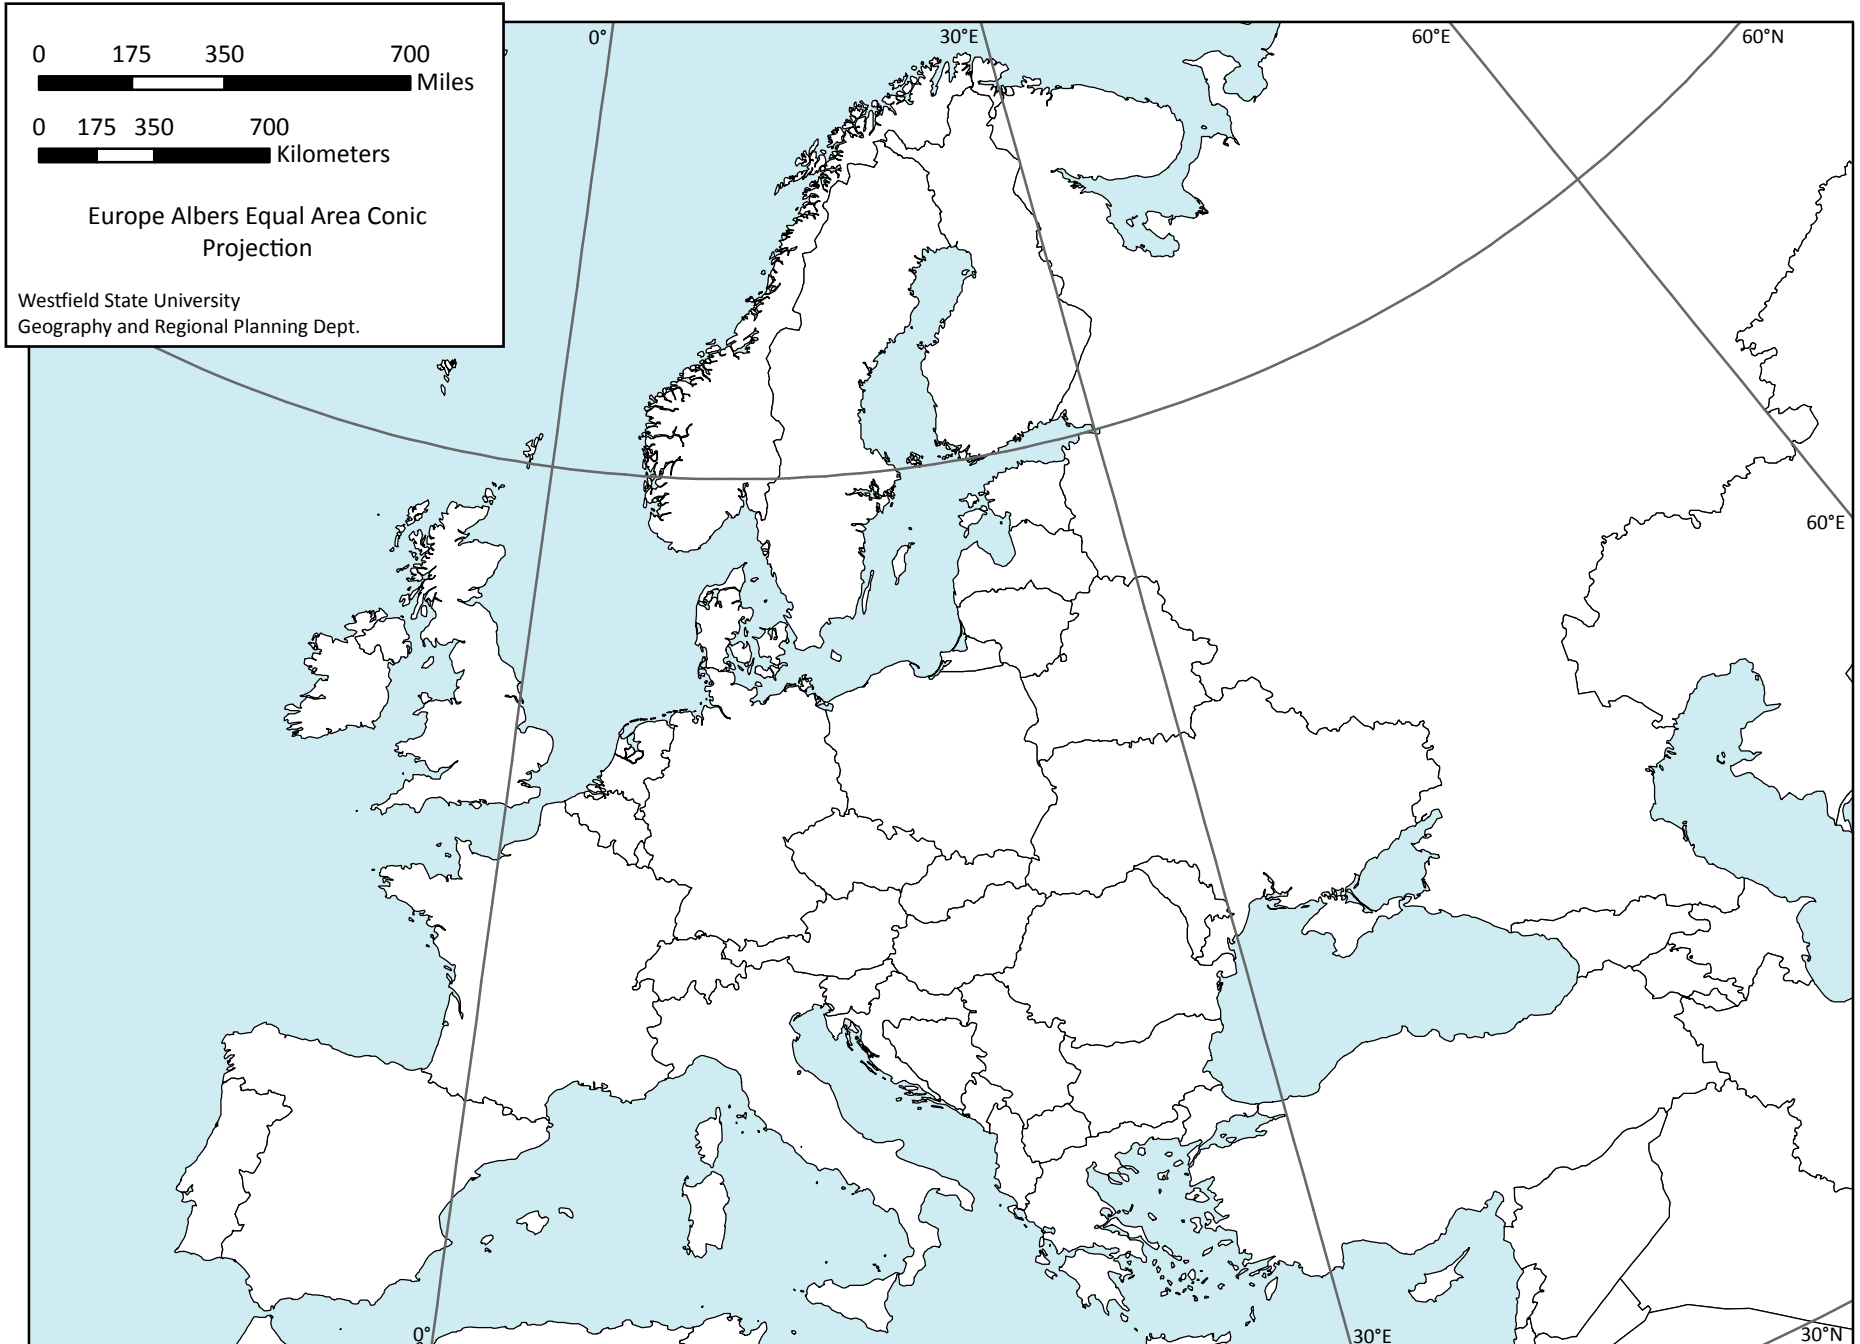 0 175 350 700
Miles
0 175 350 700
Kilometers
Europe Albers Equal Area Conic
Projection
Westfield State University
Geography and Regional Planning Dept.
0° 30°E 60°E 60°N
60°E
0° 30°E 30°N